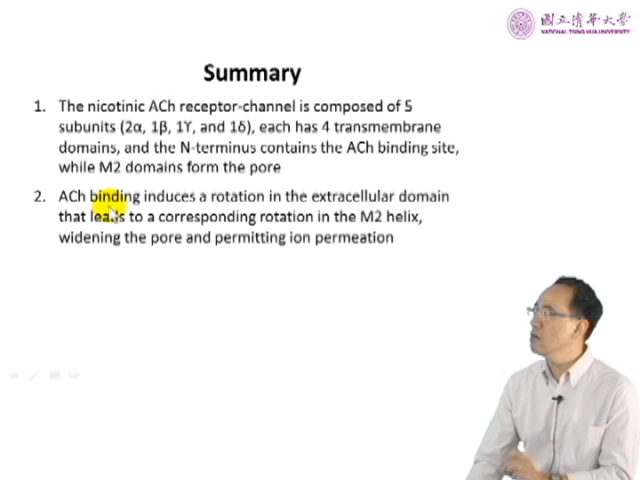 國立清華大學
NATIONAL TSING HUA UNIVERSITY
Summary
1. The nicotinic ACh receptor-channel is composed of 5
subunits (2α, 1β, 1ϒ, and 1δ), each has 4 transmembrane
domains, and the N-terminus contains the ACh binding site,
while M2 domains form the pore
2. ACh binding induces a rotation in the extracellular domain
that leads to a corresponding rotation in the M2 helix,
widening the pore and permitting ion permeation